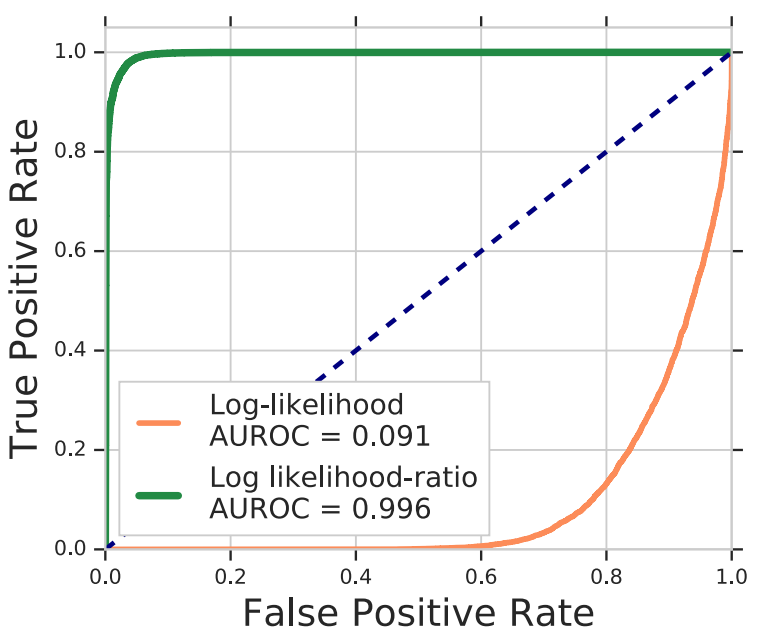 1.0
0.8
0.6
0.4
0.2
0.0
True Positive Rate
Log-likelihood
AUROC = 0.091
Log likelihood-ratio
AUROC = 0.996
0.0 0.2 0.4 0.6 0.8 1.0
False Positive Rate